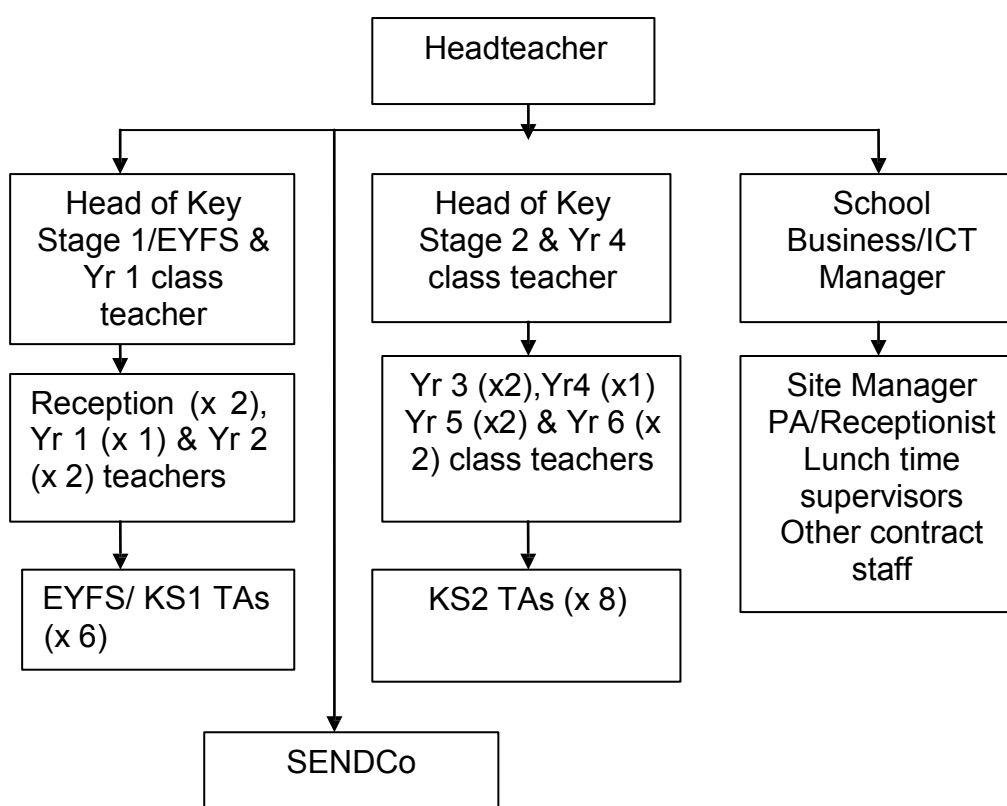 Headteacher
Head of Key
Stage 1/EYFS &
Yr 1 class
teacher
Head of Key
Stage 2 & Yr 4
class teacher
School
Business/ICT
Manager
Reception (x 2),
Yr 1 (x 1) & Yr 2
(x 2) teachers
Yr 3 (x2),Yr4 (x1)
Yr 5 (x2) & Yr 6 (x
2) class teachers
Site Manager
PA/Receptionist
Lunch time
supervisors
Other contract
staff
EYFS/ KS1 TAs
(x 6)
KS2 TAs (x 8)
SENDCo